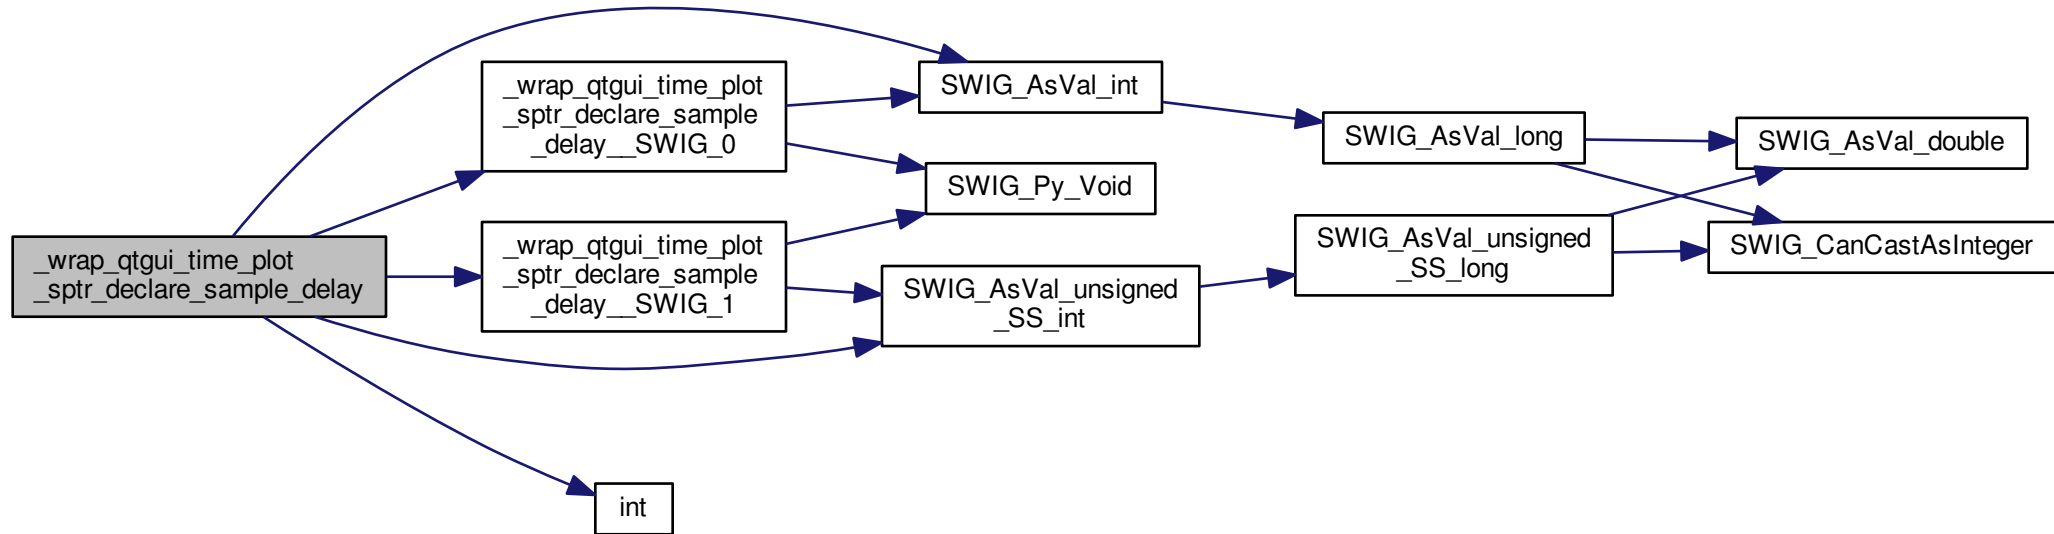 _wrap_qtgui_time_plot
_sptr_declare_sample_delay
_wrap_qtgui_time_plot
_sptr_declare_sample
_delay__SWIG_0
_wrap_qtgui_time_plot
_sptr_declare_sample
_delay__SWIG_1
int
SWIG_AsVal_int
SWIG_Py_Void
SWIG_AsVal_unsigned
_SS_int
SWIG_AsVal_long
SWIG_AsVal_unsigned
_SS_long
SWIG_AsVal_double
SWIG_CanCastAsInteger